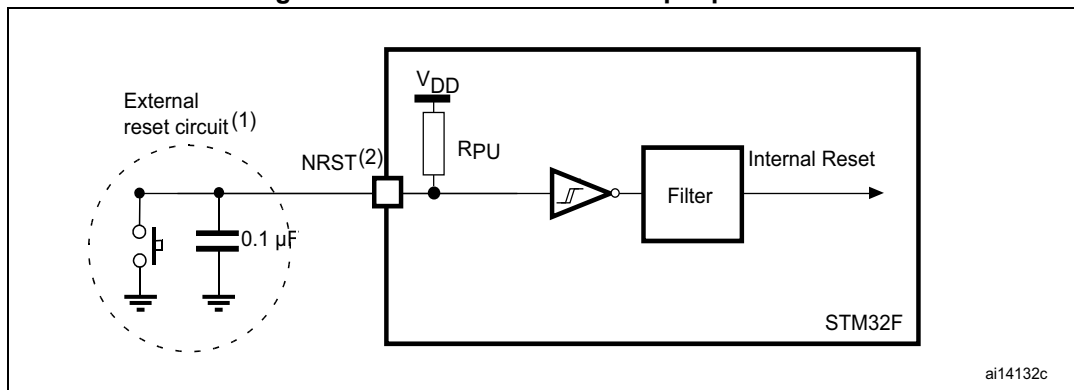 External
reset circuit(1)
NRST(2)
VDD
RPU
Filter
Internal Reset
0.1 µF
STM32F
ai14132c